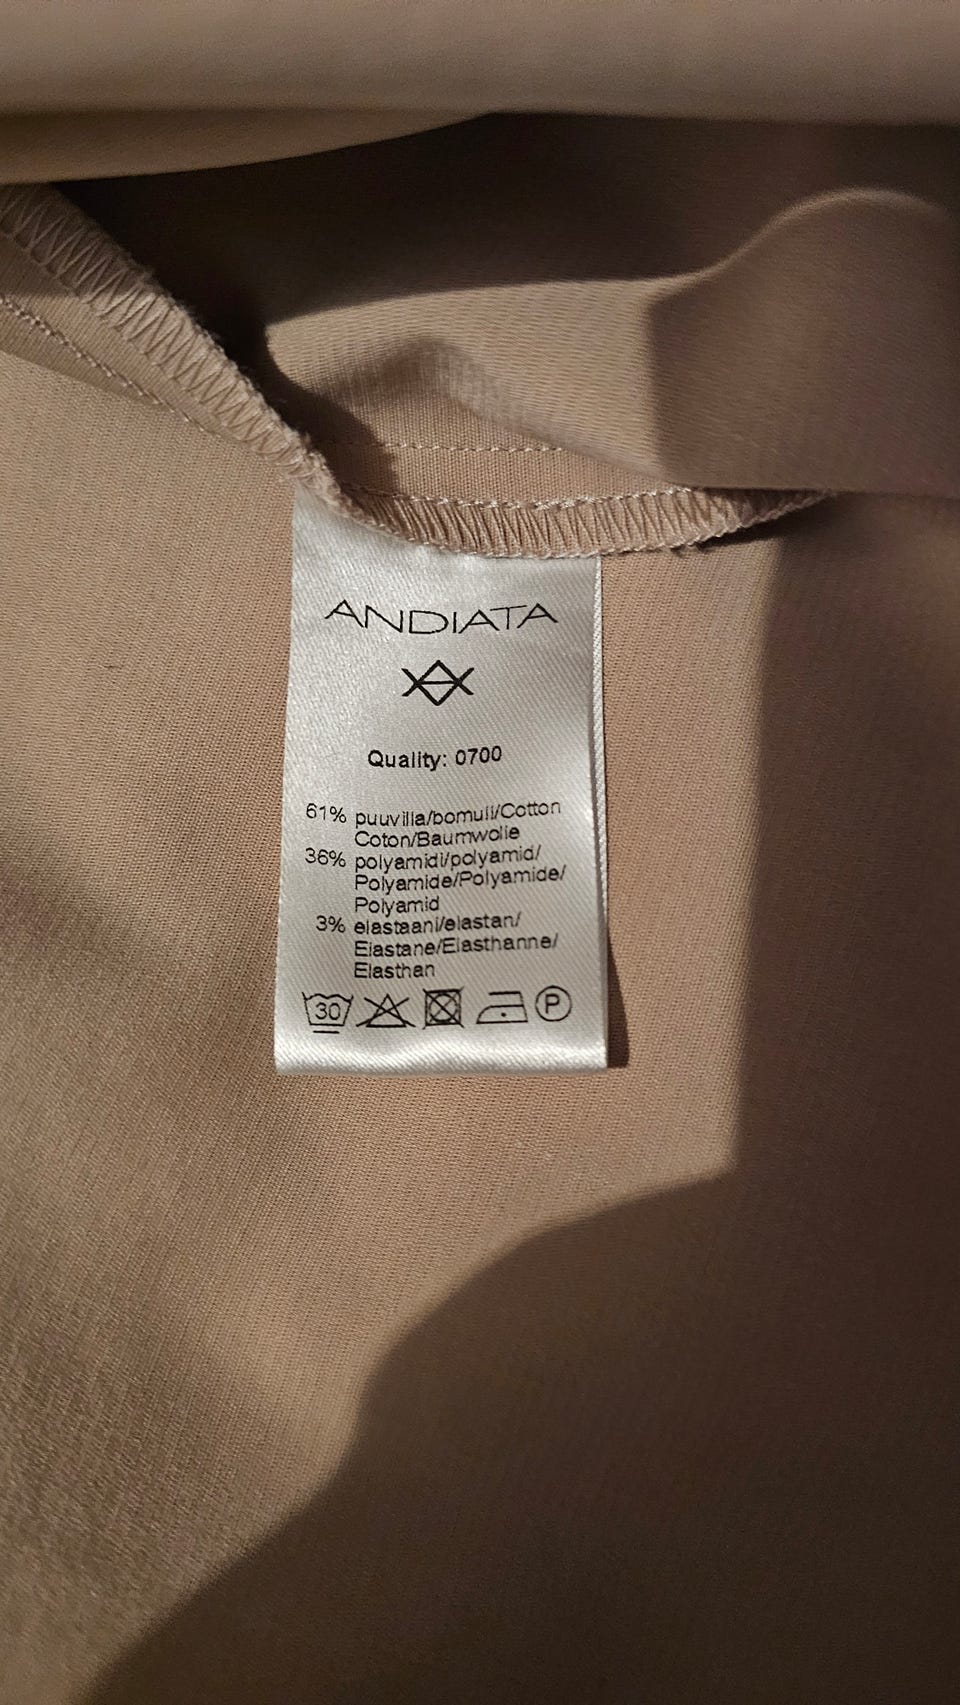 ANDIATA
Quality: 0700
61% puuvilla/bomull/Cotton
Coton/Baumwolle
36% polyamidi/polyamid/
Polyamide/Polyamide/
Polyamid
3% elastaani/elastan/
Elastane/Elasthanne/
Elasthan
30 P